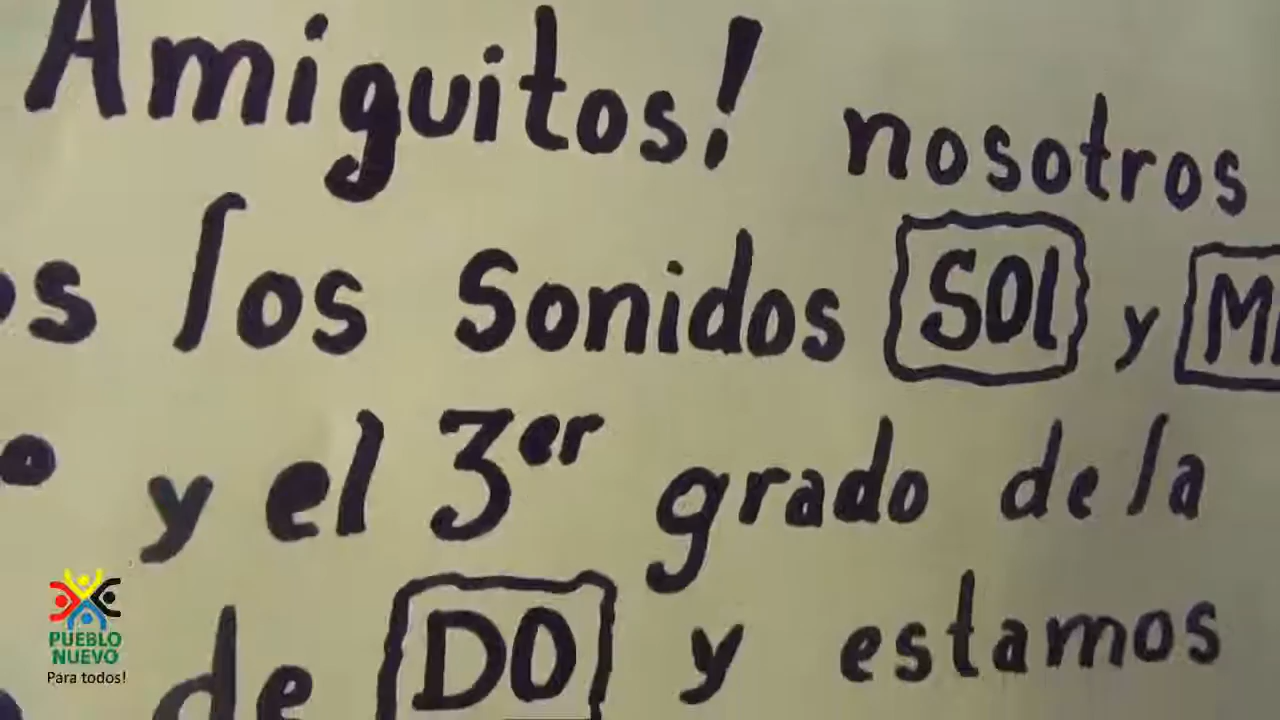 Amiguitos! nosotros
los sonidos SOl y
y el 3er grado de la
de DO y estamos
PUEBLO
NUEVO
Para todos!